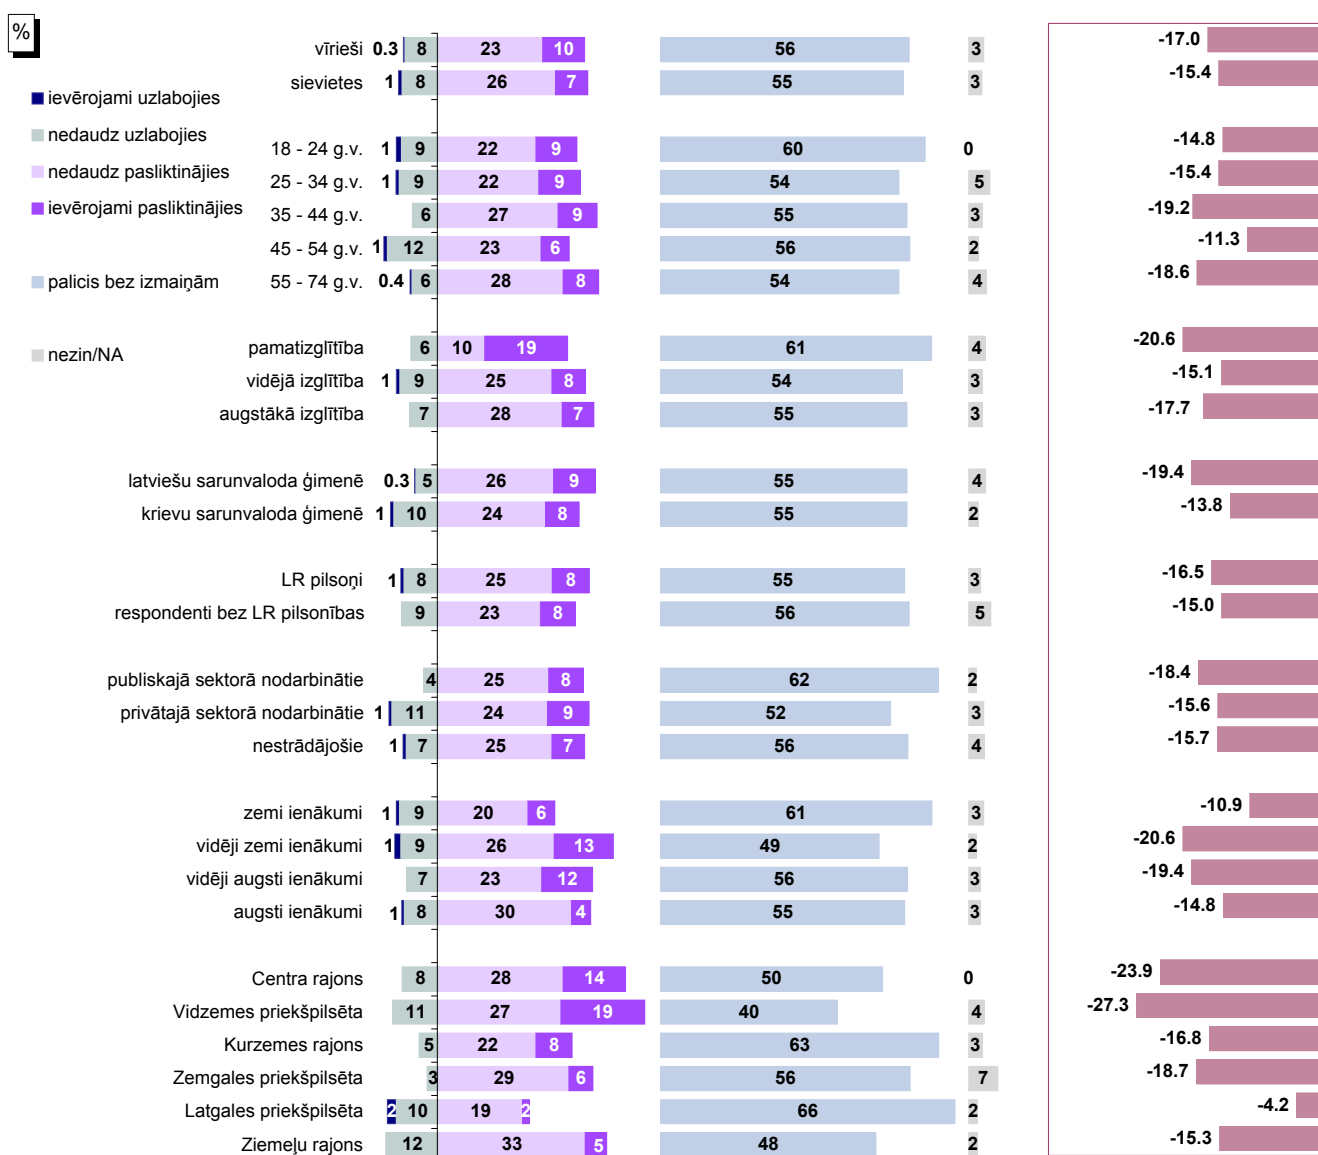 %
ievērojami uzlabojies
nedaudz uzlabojies
nedaudz pasliktinājies
ievērojami pasliktinājies
palicis bez izmaiņām
nezin/NA
vīrieši 0.3 8 23 10 56 3 -17.0
sievietes 1 8 26 7 55 3 -15.4
18 - 24 g.v. 1 9 22 9 60 0 -14.8
25 - 34 g.v. 1 9 22 9 54 5 -15.4
35 - 44 g.v. 6 27 9 55 3 -19.2
45 - 54 g.v. 1 12 23 6 56 2 -11.3
55 - 74 g.v. 0.4 6 28 8 54 4 -18.6
pamatizglītība 6 10 19 61 4 -20.6
vidējā izglītība 1 9 25 8 54 3 -15.1
augstākā izglītība 7 28 7 55 3 -17.7
latviešu sarunvaloda ģimenē 0.3 5 26 9 55 4 -19.4
krievu sarunvaloda ģimenē 1 10 24 8 55 2 -13.8
LR pilsoņi 1 8 25 8 55 3 -16.5
respondenti bez LR pilsonības 9 23 8 56 5 -15.0
publiskajā sektorā nodarbinātie 4 25 8 62 2 -18.4
privātajā sektorā nodarbinātie 1 11 24 9 52 3 -15.6
nestrādājošie 1 7 25 7 56 4 -15.7
zemi ienākumi 1 9 20 6 61 3 -10.9
vidēji zemi ienākumi 1 9 26 13 49 2 -20.6
vidēji augsti ienākumi 7 23 12 56 3 -19.4
augsti ienākumi 1 8 30 4 55 3 -14.8
Centra rajons 8 28 14 50 0 -23.9
Vidzemes priekšpilsēta 11 27 19 40 4 -27.3
Kurzemes rajons 5 22 8 63 3 -16.8
Zemgales priekšpilsēta 3 29 6 56 7 -18.7
Latgales priekšpilsēta 2 10 19 2 66 2 -4.2
Ziemeļu rajons 12 33 5 48 2 -15.3